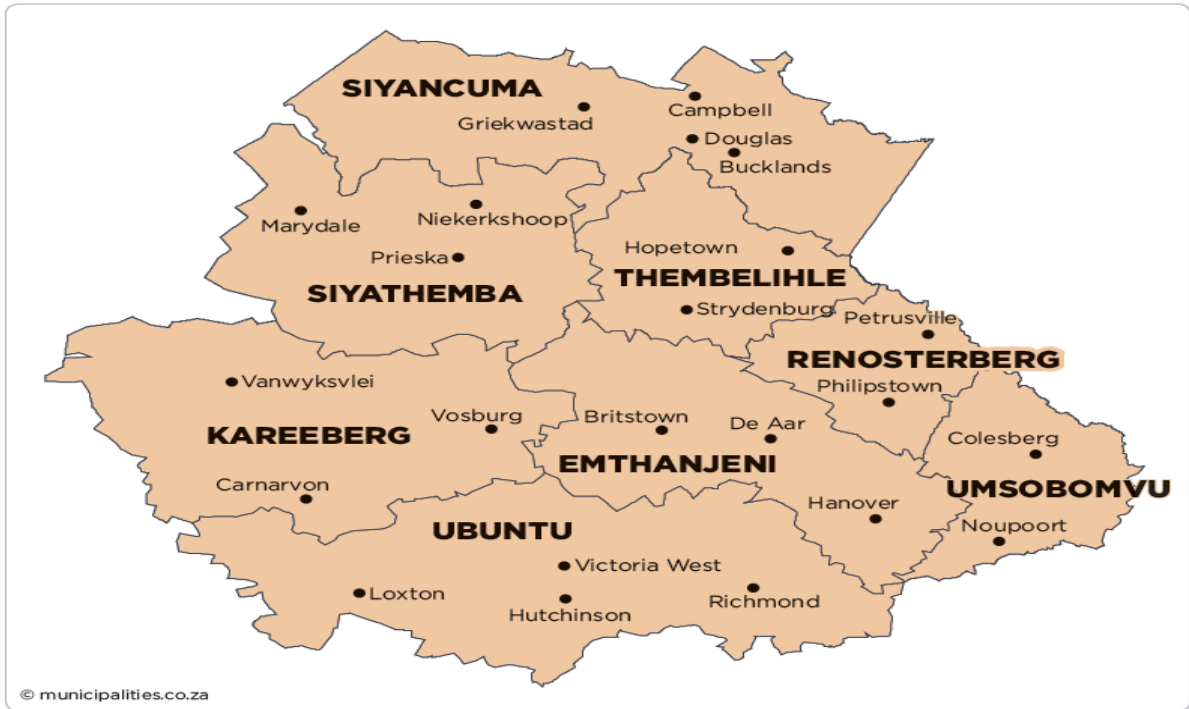 SIYANCUMA
Griekwastad
Campbell
Douglas
Bucklands
Marydale
Niekerkshoop
Prieska
SIYATHEMBA
Hopetown
THEMBELIHLE
Strydenburg
Petrusville
RENOSTERBERG
Philipstown
Vanwyksvlei
Vosburg
KAREEBERG
Carnarvon
Britstown
De Aar
EMTHANJENI
Hanover
Colesberg
UMSOBOMVU
Noupoort
UBUNTU
Victoria West
Loxton
Hutchinson
Richmond
© municipalities.co.za